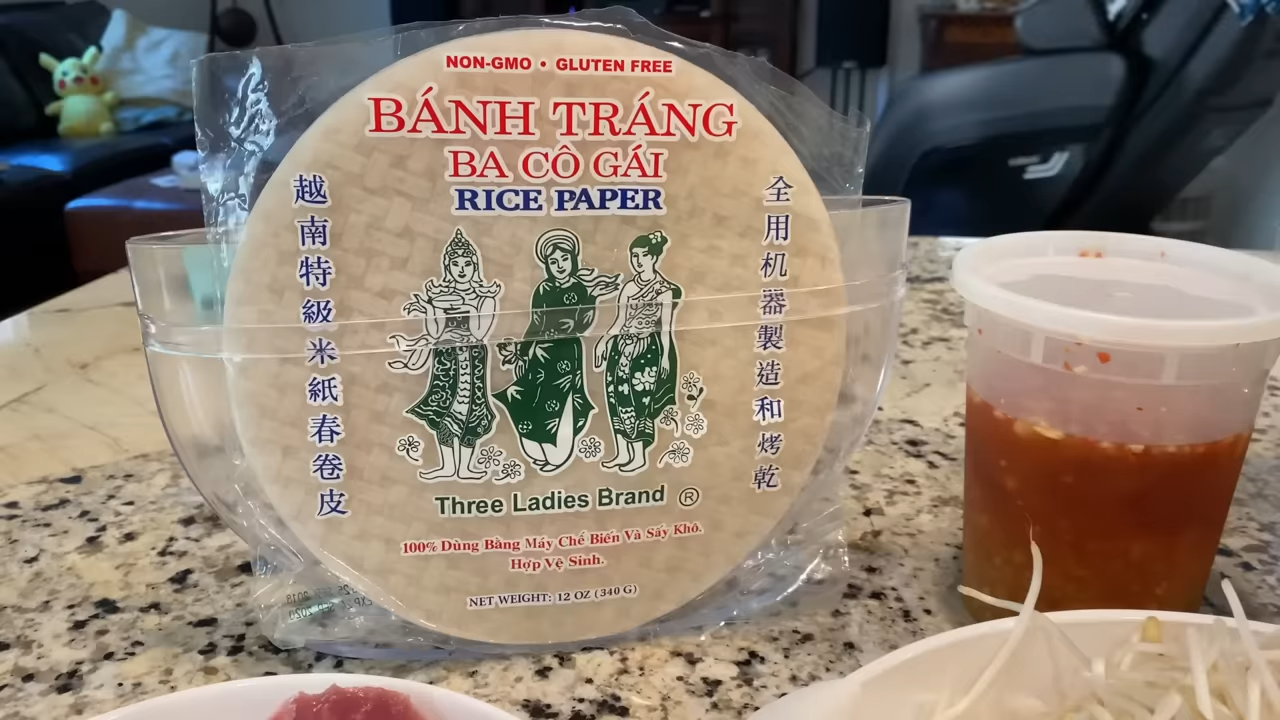 NON-GMO • GLUTEN FREE
BÁNH TRÁNG
BA CÔ GÁI
RICE PAPER
越南特級米紙春卷皮
全用机器製造和烤乾
Three Ladies Brand ®
100% Dùng Bằng Máy Chế Biến Và Sấy Khô.
Hợp Vệ Sinh.
NET WEIGHT: 12 OZ (340 G)